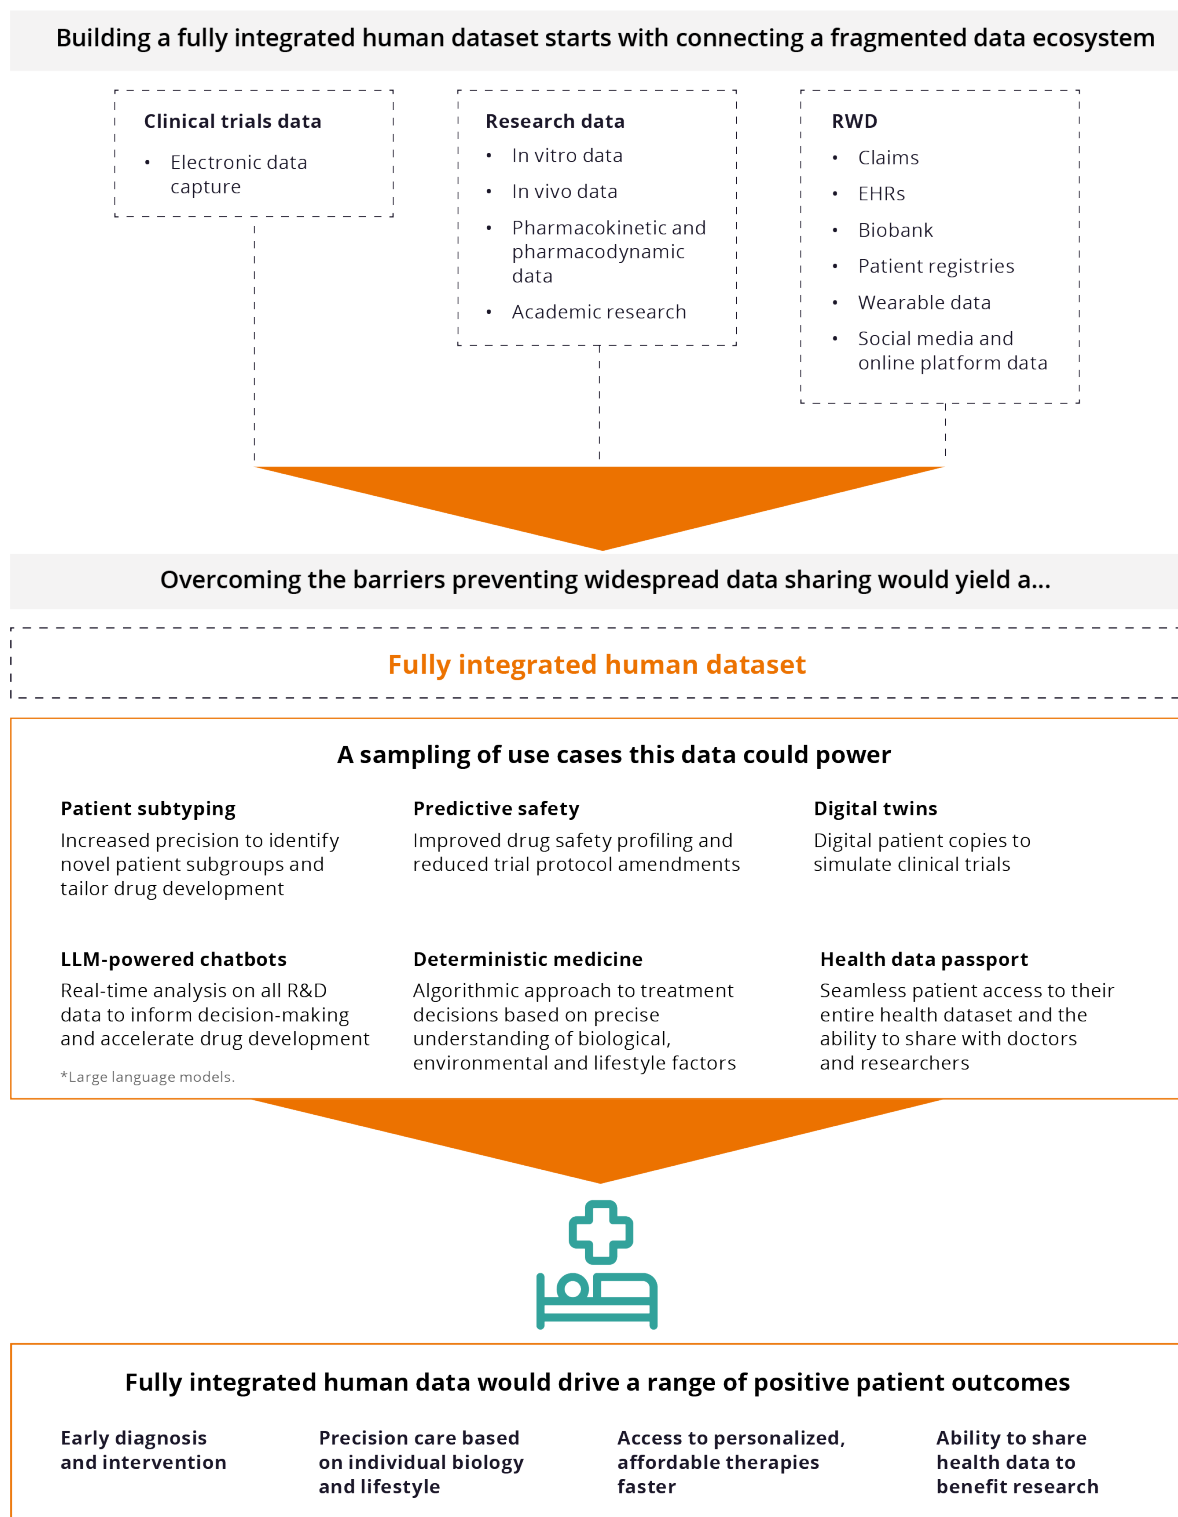 Building a fully integrated human dataset starts with connecting a fragmented data ecosystem
Clinical trials data
• Electronic data
capture
Research data
• In vitro data
• In vivo data
• Pharmacokinetic and
pharmacodynamic
data
• Academic research
RWD
• Claims
• EHRs
• Biobank
• Patient registries
• Wearable data
• Social media and
online platform data
Overcoming the barriers preventing widespread data sharing would yield a...
Fully integrated human dataset
A sampling of use cases this data could power
Patient subtyping
Increased precision to identify
novel patient subgroups and
tailor drug development
Predictive safety
Improved drug safety profiling and
reduced trial protocol amendments
Digital twins
Digital patient copies to
simulate clinical trials
LLM-powered chatbots
Real-time analysis on all R&D
data to inform decision-making
and accelerate drug development
*Large language models.
Deterministic medicine
Algorithmic approach to treatment
decisions based on precise
understanding of biological,
environmental and lifestyle factors
Health data passport
Seamless patient access to their
entire health dataset and the
ability to share with doctors
and researchers
Fully integrated human data would drive a range of positive patient outcomes
Early diagnosis
and intervention
Precision care based
on individual biology
and lifestyle
Access to personalized,
affordable therapies
faster
Ability to share
health data to
benefit research